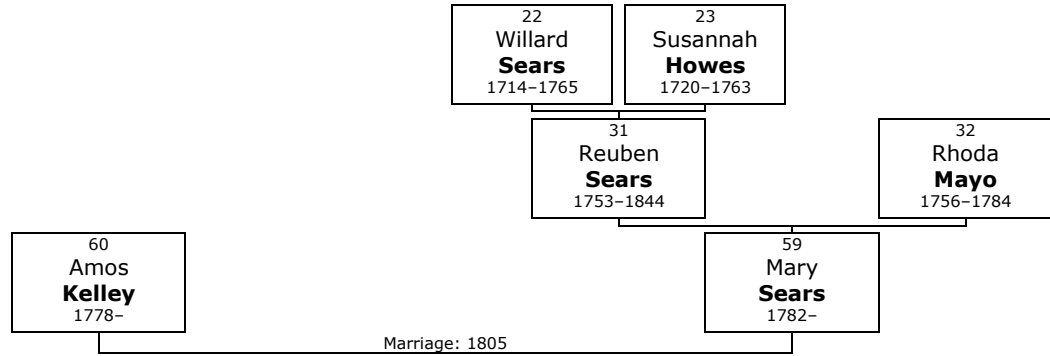 22
Willard
Sears
1714–1765
23
Susannah
Howes
1720–1763
31
Reuben
Sears
1753–1844
32
Rhoda
Mayo
1756–1784
60
Amos
Kelley
1778–
59
Mary
Sears
1782–
Marriage: 1805